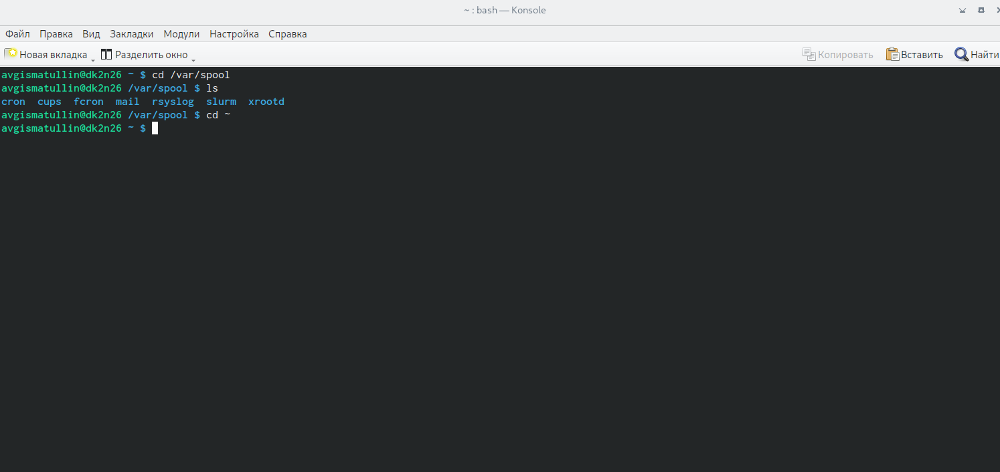 ~ : bash — Konsole
Файл Правка Вид Закладки Модули Настройка Справка
Новая вкладка Разделить окно Копировать Вставить Найти
avgismatullin@dk2n26 ~ $ cd /var/spool
avgismatullin@dk2n26 /var/spool $ ls
cron cups fcron mail rsyslog slurm xrootd
avgismatullin@dk2n26 /var/spool $ cd ~
avgismatullin@dk2n26 ~ $